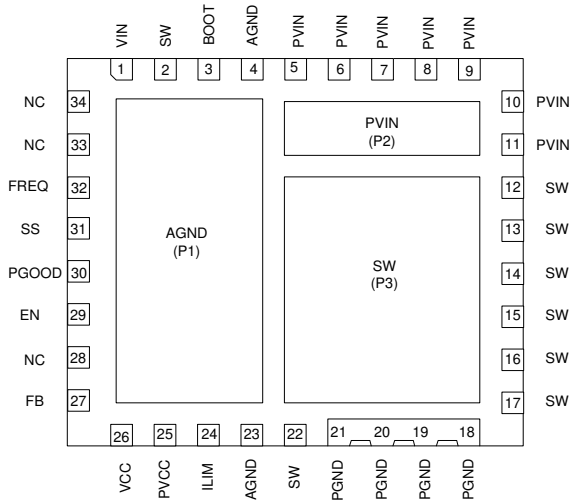 VIN
SW
BOOT
AGND
PVIN
PVIN
PVIN
PVIN
PVIN
1
2
3
4
5
6
7
8
9
NC
34
10
PVIN
NC
33
11
PVIN
FREQ
32
12
SW
SS
31
13
SW
PGOOD
30
14
SW
EN
29
15
SW
NC
28
16
SW
FB
27
17
SW
PVIN
(P2)
AGND
(P1)
SW
(P3)
26
25
24
23
22
21
20
19
18
VCC
PVCC
ILIM
AGND
SW
PGND
PGND
PGND
PGND